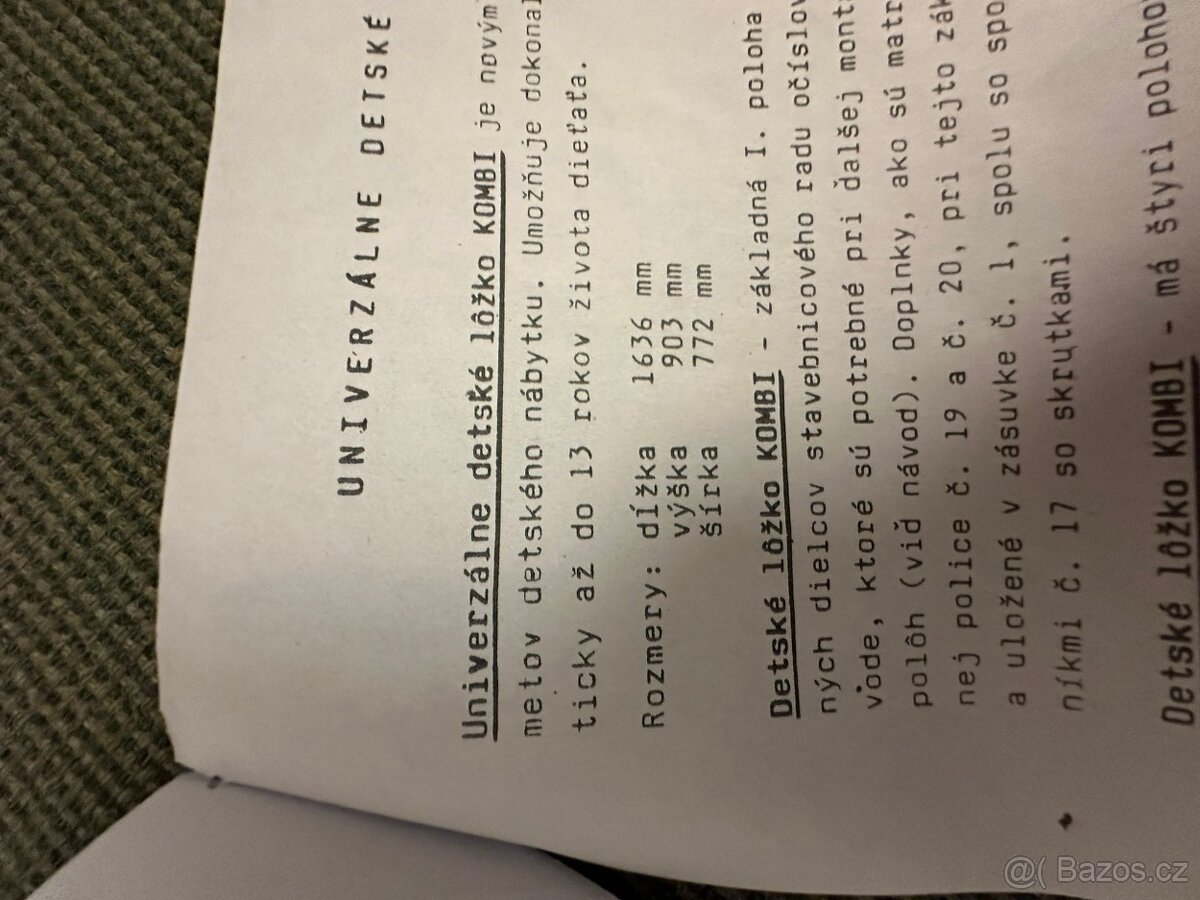 UNIVERZÁLNE DETSKÉ
Univerzálne detské lôžko KOMBI je novým
metov detského nábytku. Umožňuje dokonal
ticky až do 13 rokov života dieťaťa.
Rozmery: dížka 1636 mm
výška 903 mm
šírka 772 mm
Detské lôžko KOMBI - základná I. poloha
ných dielcov stavebnicového radu očíslov
vode, ktoré sú potrebné pri ďalšej mont
polôh (viď návod). Doplnky, ako sú matr
nej police č. 19 a č. 20, pri tejto zák
a uložené v zásuvke č. 1, spolu so spo
níkmi č. 17 so skrutkami.
Detské lôžko KOMBI - má štyri poloho
@( Bazos.cz